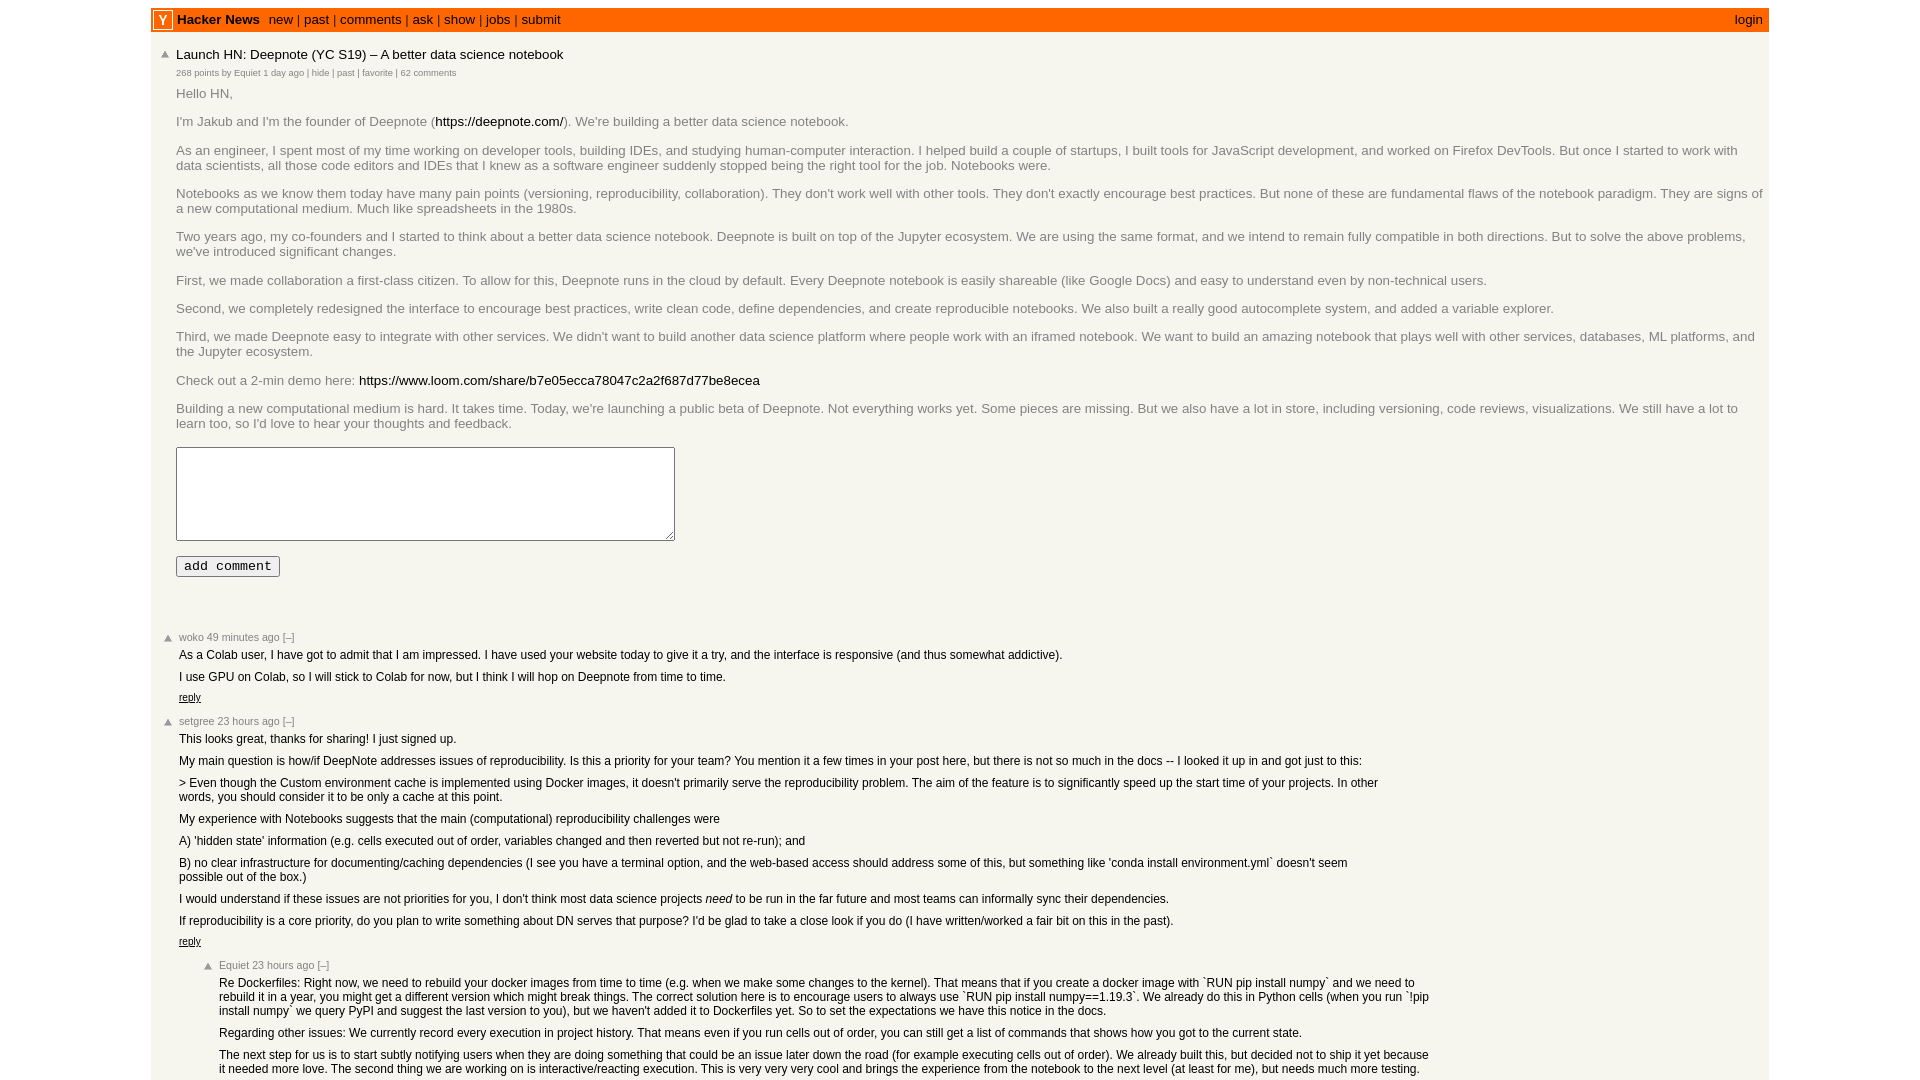 Y Hacker News new | past | comments | ask | show | jobs | submit login
Launch HN: Deepnote (YC S19) – A better data science notebook
268 points by Equiet 1 day ago | hide | past | favorite | 62 comments
Hello HN,
I'm Jakub and I'm the founder of Deepnote (https://deepnote.com/). We're building a better data science notebook.
As an engineer, I spent most of my time working on developer tools, building IDEs, and studying human-computer interaction. I helped build a couple of startups, I built tools for JavaScript development, and worked on Firefox DevTools. But once I started to work with
data scientists, all those code editors and IDEs that I knew as a software engineer suddenly stopped being the right tool for the job. Notebooks were.
Notebooks as we know them today have many pain points (versioning, reproducibility, collaboration). They don't work well with other tools. They don't exactly encourage best practices. But none of these are fundamental flaws of the notebook paradigm. They are signs of
a new computational medium. Much like spreadsheets in the 1980s.
Two years ago, my co-founders and I started to think about a better data science notebook. Deepnote is built on top of the Jupyter ecosystem. We are using the same format, and we intend to remain fully compatible in both directions. But to solve the above problems,
we've introduced significant changes.
First, we made collaboration a first-class citizen. To allow for this, Deepnote runs in the cloud by default. Every Deepnote notebook is easily shareable (like Google Docs) and easy to understand even by non-technical users.
Second, we completely redesigned the interface to encourage best practices, write clean code, define dependencies, and create reproducible notebooks. We also built a really good autocomplete system, and added a variable explorer.
Third, we made Deepnote easy to integrate with other services. We didn't want to build another data science platform where people work with an iframed notebook. We want to build an amazing notebook that plays well with other services, databases, ML platforms, and
the Jupyter ecosystem.
Check out a 2-min demo here: https://www.loom.com/share/b7e05ecca78047c2a2f687d77be8ecea
Building a new computational medium is hard. It takes time. Today, we're launching a public beta of Deepnote. Not everything works yet. Some pieces are missing. But we also have a lot in store, including versioning, code reviews, visualizations. We still have a lot to
learn too, so I'd love to hear your thoughts and feedback.
add comment
woko 49 minutes ago [–]
As a Colab user, I have got to admit that I am impressed. I have used your website today to give it a try, and the interface is responsive (and thus somewhat addictive).
I use GPU on Colab, so I will stick to Colab for now, but I think I will hop on Deepnote from time to time.
reply
setgree 23 hours ago [–]
This looks great, thanks for sharing! I just signed up.
My main question is how/if DeepNote addresses issues of reproducibility. Is this a priority for your team? You mention it a few times in your post here, but there is not so much in the docs -- I looked it up in and got just to this:
> Even though the Custom environment cache is implemented using Docker images, it doesn't primarily serve the reproducibility problem. The aim of the feature is to significantly speed up the start time of your projects. In other
words, you should consider it to be only a cache at this point.
My experience with Notebooks suggests that the main (computational) reproducibility challenges were
A) 'hidden state' information (e.g. cells executed out of order, variables changed and then reverted but not re-run); and
B) no clear infrastructure for documenting/caching dependencies (I see you have a terminal option, and the web-based access should address some of this, but something like 'conda install environment.yml` doesn't seem
possible out of the box.)
I would understand if these issues are not priorities for you, I don't think most data science projects need to be run in the far future and most teams can informally sync their dependencies.
If reproducibility is a core priority, do you plan to write something about DN serves that purpose? I'd be glad to take a close look if you do (I have written/worked a fair bit on this in the past).
reply
Equiet 23 hours ago [–]
Re Dockerfiles: Right now, we need to rebuild your docker images from time to time (e.g. when we make some changes to the kernel). That means that if you create a docker image with `RUN pip install numpy` and we need to
rebuild it in a year, you might get a different version which might break things. The correct solution here is to encourage users to always use `RUN pip install numpy==1.19.3`. We already do this in Python cells (when you run `!pip
install numpy` we query PyPI and suggest the last version to you), but we haven't added it to Dockerfiles yet. So to set the expectations we have this notice in the docs.
Regarding other issues: We currently record every execution in project history. That means even if you run cells out of order, you can still get a list of commands that shows how you got to the current state.
The next step for us is to start subtly notifying users when they are doing something that could be an issue later down the road (for example executing cells out of order). We already built this, but decided not to ship it yet because
it needed more love. The second thing we are working on is interactive/reacting execution. This is very very very cool and brings the experience from the notebook to the next level (at least for me), but needs much more testing.